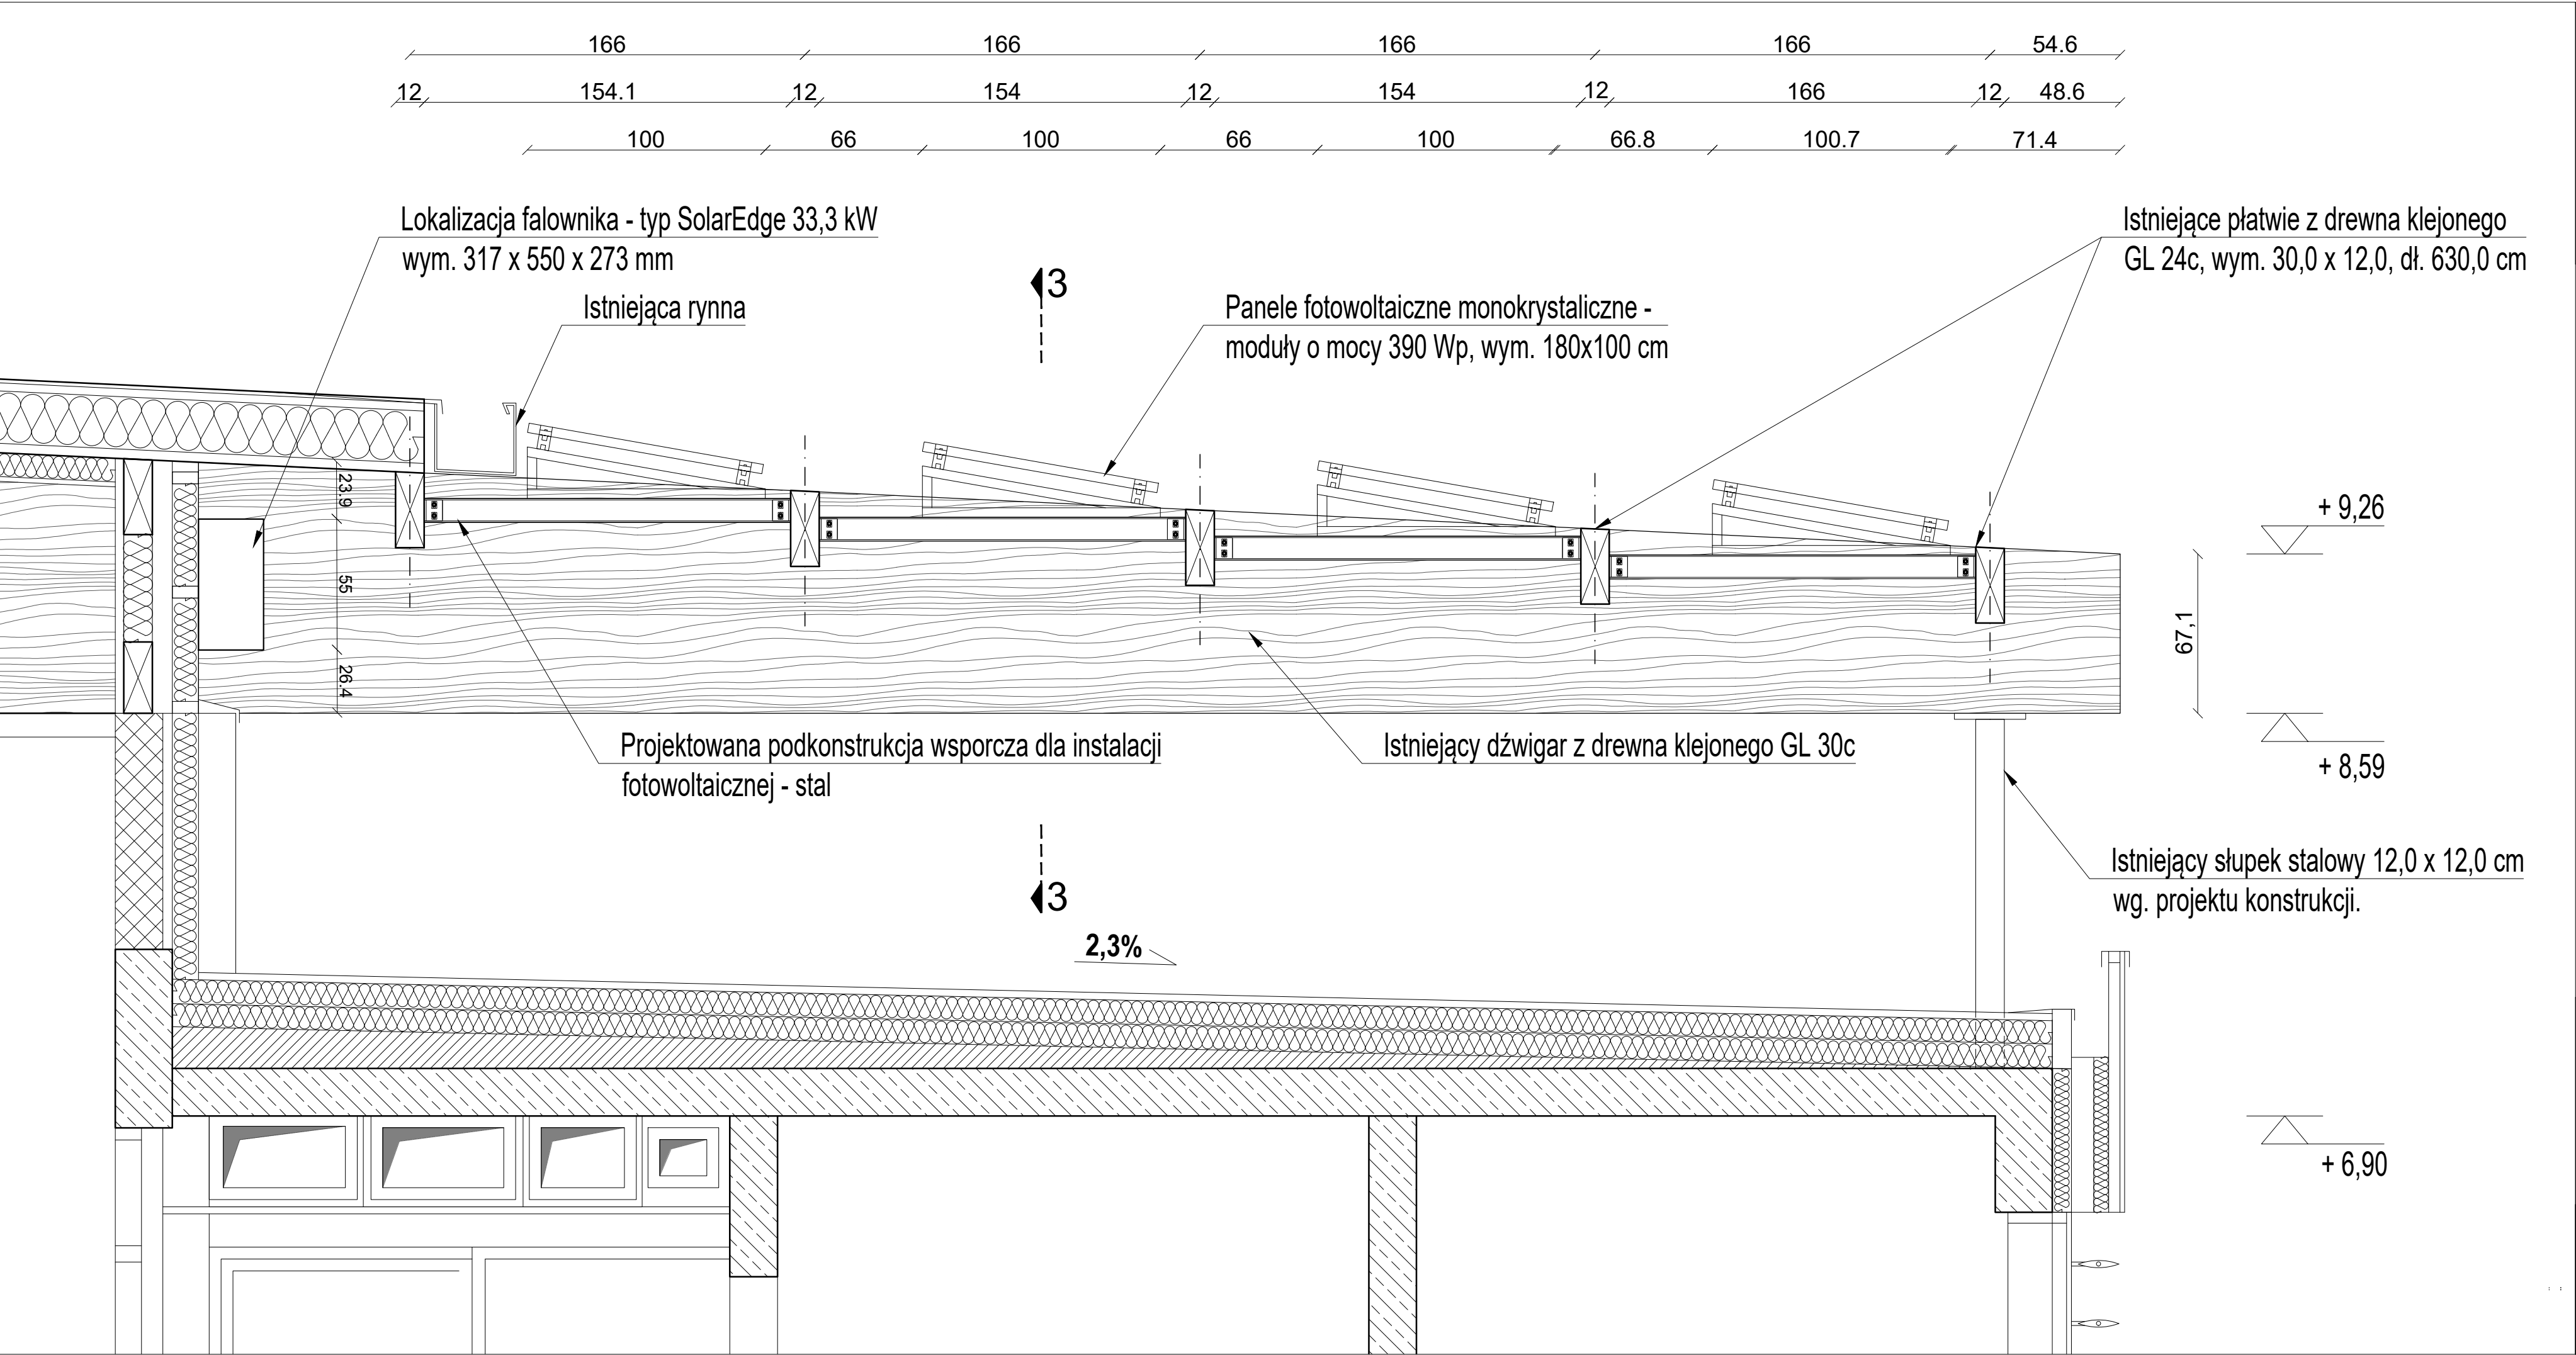 166 166 166 166 54.6
12 154.1 12 154 12 154 12 166 12 48.6
100 66 100 66 100 66.8 100.7 71.4
Lokalizacja falownika - typ SolarEdge 33,3 kW
wym. 317 x 550 x 273 mm
Istniejące płatwie z drewna klejonego
GL 24c, wym. 30,0 x 12,0, dł. 630,0 cm
3
Istniejąca rynna
Panele fotowoltaiczne monokrystaliczne -
moduły o mocy 390 Wp, wym. 180x100 cm
23.9
55
26.4
+ 9,26
67,1
+ 8,59
Projektowana podkonstrukcja wsporcza dla instalacji
fotowoltaicznej - stal
Istniejący dźwigar z drewna klejonego GL 30c
3
Istniejący słupek stalowy 12,0 x 12,0 cm
wg. projektu konstrukcji.
2,3%
+ 6,90